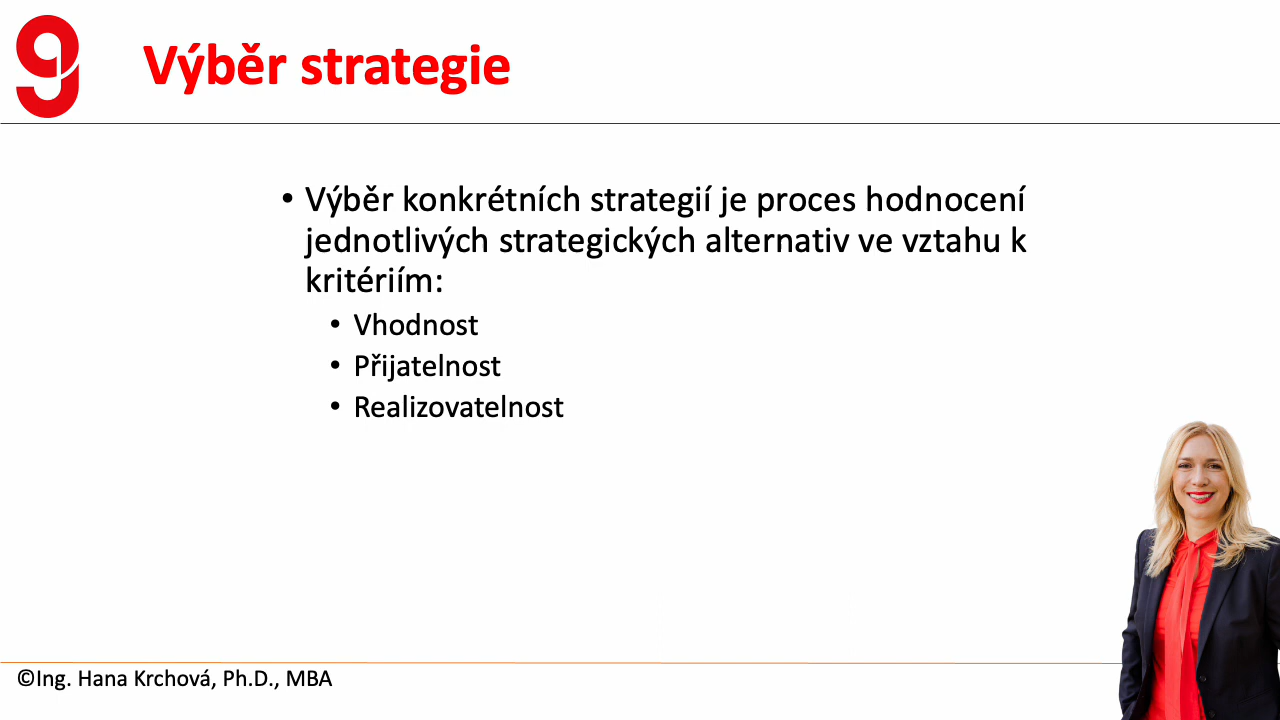 Výběr strategie
• Výběr konkrétních strategií je proces hodnocení
jednotlivých strategických alternativ ve vztahu k
kritériím:
• Vhodnost
• Přijatelnost
• Realizovatelnost
©Ing. Hana Krchová, Ph.D., MBA